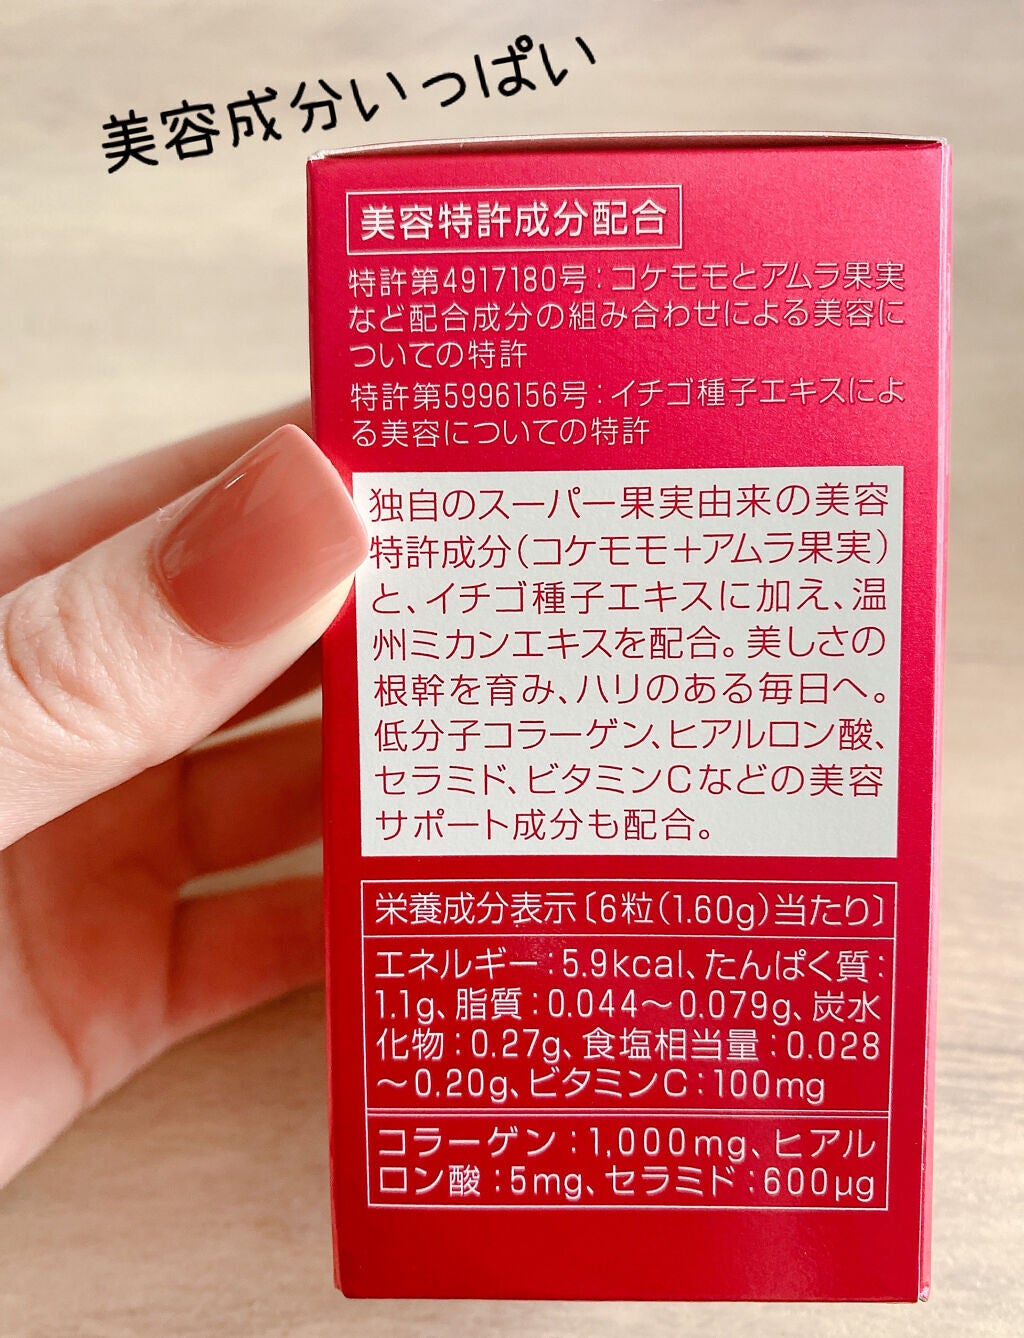 美容成分いっぱい
美容特許成分配合
特許第4917180号：コケモモとアムラ果実
など配合成分の組み合わせによる美容に
ついての特許
特許第5996156号：イチゴ種子エキスによ
る美容についての特許
独自のスーパー果実由来の美容
特許成分（コケモモ＋アムラ果実）
と、イチゴ種子エキスに加え、温
州ミカンエキスを配合。美しさの
根幹を育み、ハリのある毎日へ。
低分子コラーゲン、ヒアルロン酸、
セラミド、ビタミンCなどの美容
サポート成分も配合。
栄養成分表示〔6粒（1.60g）当たり〕
エネルギー：5.9kcal、たんぱく質：
1.1g、脂質：0.044～0.079g、炭水
化物：0.27g、食塩相当量：0.028
～0.20g、ビタミンC：100mg
コラーゲン：1,000mg、ヒアル
ロン酸：5mg、セラミド：600μg